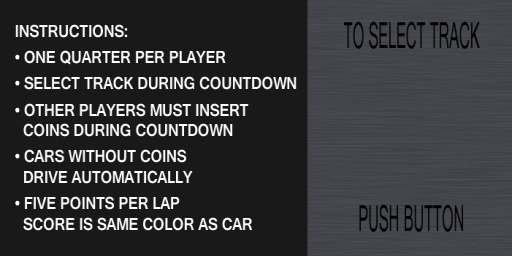 INSTRUCTIONS:
• ONE QUARTER PER PLAYER
• SELECT TRACK DURING COUNTDOWN
• OTHER PLAYERS MUST INSERT
COINS DURING COUNTDOWN
• CARS WITHOUT COINS
DRIVE AUTOMATICALLY
• FIVE POINTS PER LAP
SCORE IS SAME COLOR AS CAR
TO SELECT TRACK
PUSH BUTTON